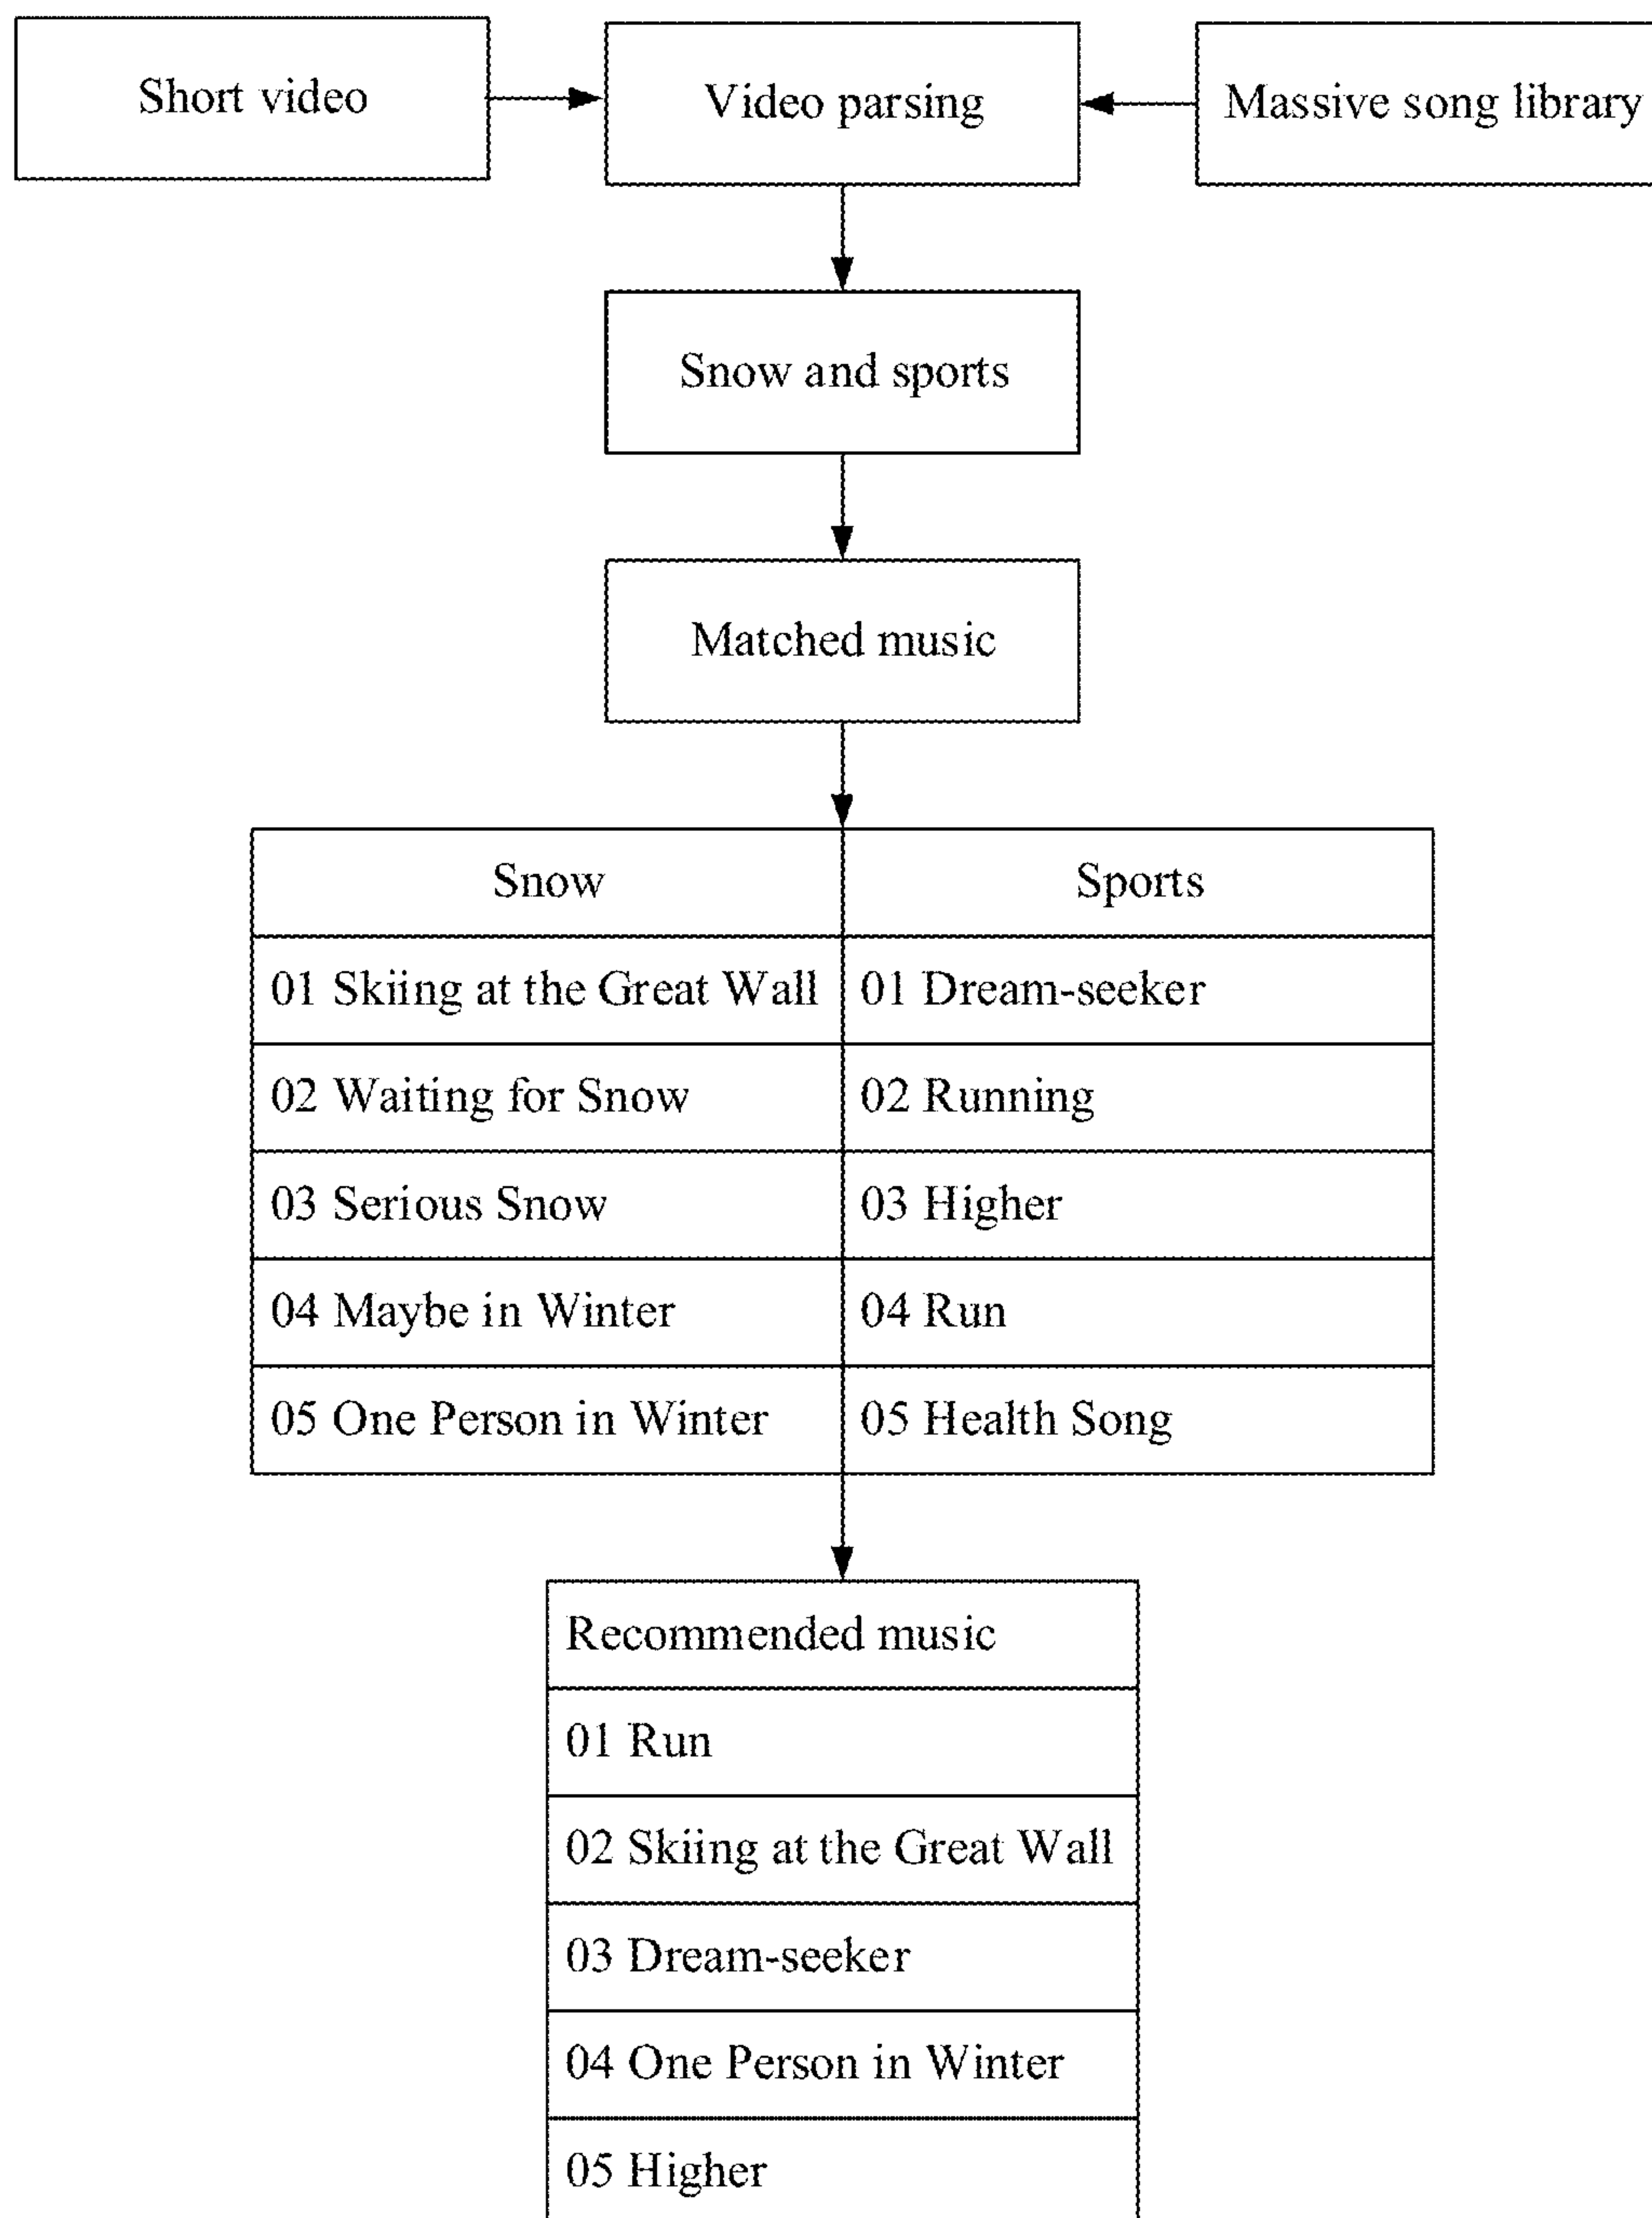 Short video
Video parsing
Massive song library
Snow and sports
Matched music
Snow
Sports
01 Skiing at the Great Wall
01 Dream-seeker
02 Waiting for Snow
02 Running
03 Serious Snow
03 Higher
04 Maybe in Winter
04 Run
05 One Person in Winter
05 Health Song
Recommended music
01 Run
02 Skiing at the Great Wall
03 Dream-seeker
04 One Person in Winter
05 Higher